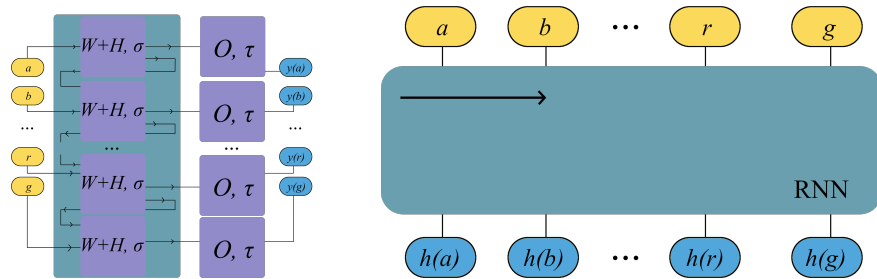 a
b
...
r
g
W+H, σ
W+H, σ
...
W+H, σ
W+H, σ
O, τ
O, τ
...
O, τ
O, τ
y(a)
y(b)
...
y(r)
y(g)
a b ... r g
RNN
h(a) h(b) ... h(r) h(g)